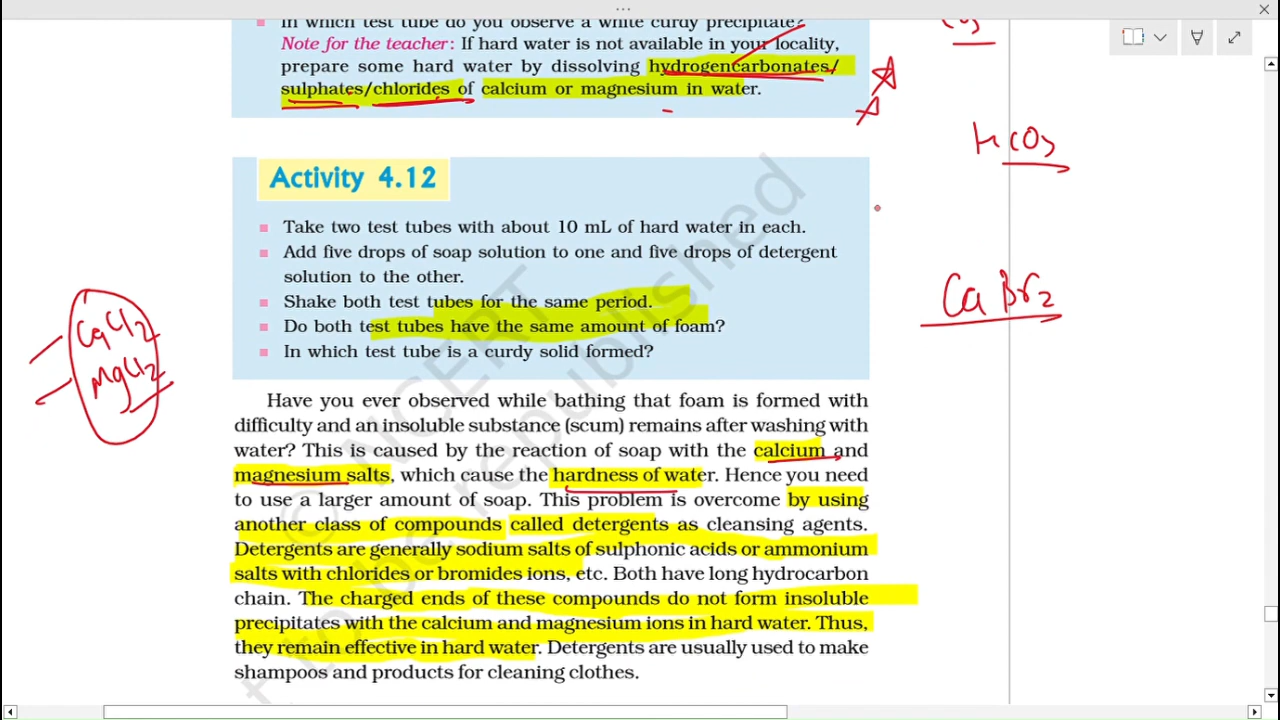 In which test tube do you observe a white curdy precipitate?
Note for the teacher: If hard water is not available in your locality,
prepare some hard water by dissolving hydrogencarbonates/
sulphates/chlorides of calcium or magnesium in water.
HCO3
Activity 4.12
Take two test tubes with about 10 mL of hard water in each.
Add five drops of soap solution to one and five drops of detergent
solution to the other.
Shake both test tubes for the same period.
Do both test tubes have the same amount of foam?
In which test tube is a curdy solid formed?
CaBr2
CaCl2
MgCl2
Have you ever observed while bathing that foam is formed with
difficulty and an insoluble substance (scum) remains after washing with
water? This is caused by the reaction of soap with the calcium and
magnesium salts, which cause the hardness of water. Hence you need
to use a larger amount of soap. This problem is overcome by using
another class of compounds called detergents as cleansing agents.
Detergents are generally sodium salts of sulphonic acids or ammonium
salts with chlorides or bromides ions, etc. Both have long hydrocarbon
chain. The charged ends of these compounds do not form insoluble
precipitates with the calcium and magnesium ions in hard water. Thus,
they remain effective in hard water. Detergents are usually used to make
shampoos and products for cleaning clothes.
© NCERT
not to be republished